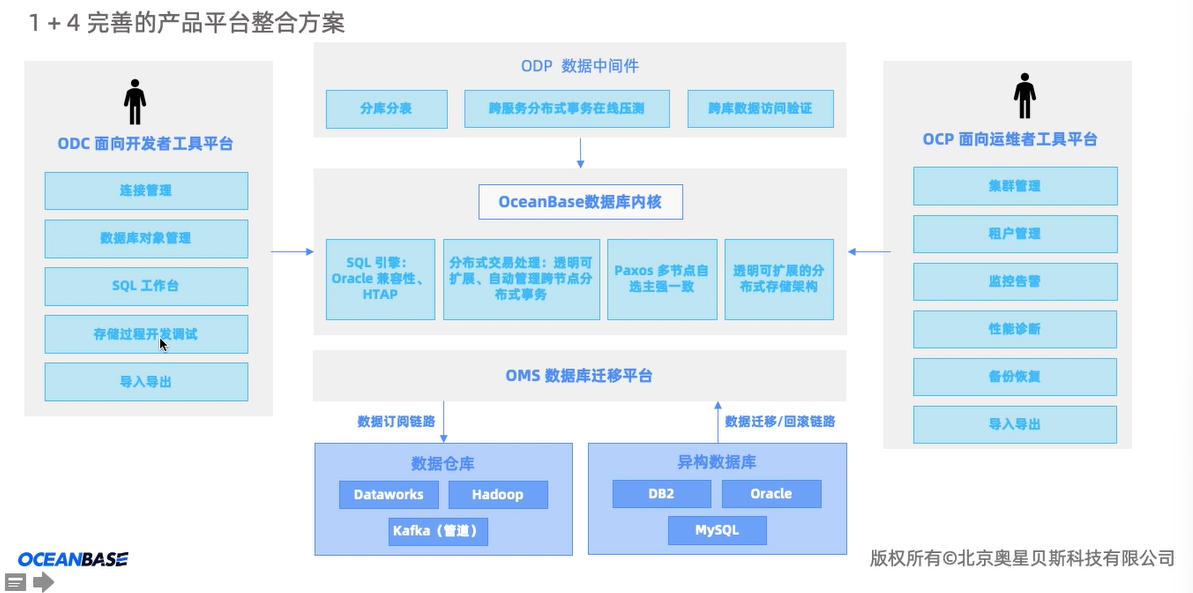 1 + 4 完善的产品平台整合方案
ODC 面向开发者工具平台
连接管理
数据库对象管理
SQL 工作台
存储过程开发调试
导入导出
ODP 数据中间件
分库分表
跨服务分布式事务在线压测
跨库数据访问验证
OceanBase数据库内核
SQL 引擎：
Oracle 兼容性、
HTAP
分布式交易处理：透明可
扩展、自动管理跨节点分
布式事务
Paxos 多节点自
选主强一致
透明可扩展的分
布式存储架构
OMS 数据库迁移平台
数据订阅链路
数据迁移/回滚链路
数据仓库
Dataworks
Hadoop
Kafka（管道）
异构数据库
DB2
Oracle
MySQL
OCP 面向运维者工具平台
集群管理
租户管理
监控告警
性能诊断
备份恢复
导入导出
OCEANBASE
版权所有©北京奥星贝斯科技有限公司